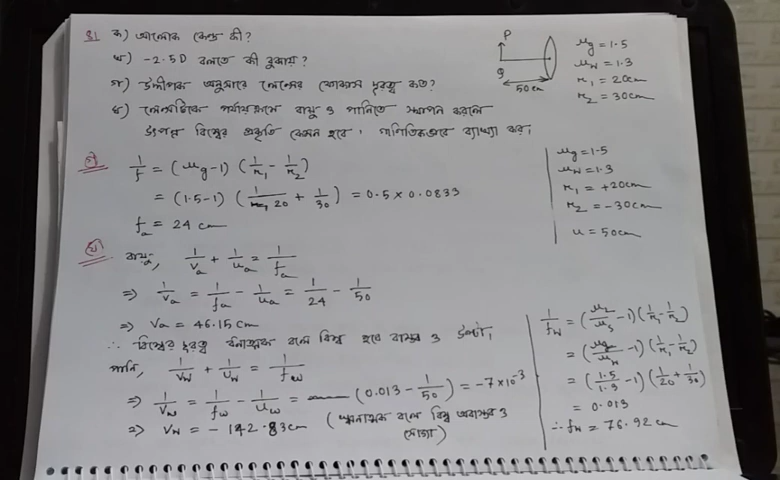 ১। ক) আলোক কেন্দ্র কী?
খ) -2.5D বলতে কী বুঝায়?
গ) উদ্দীপক অনুসারে লেন্সের ফোকাস দূরত্ব কত?
ঘ) লেন্সটিকে পর্যায়ক্রমে বায়ু ও পানিতে স্থাপন করলে
উৎপন্ন বিম্বের প্রকৃতি কেমন হবে। গাণিতিকভাবে ব্যাখ্যা কর।
P
Q
50cm
μg = 1.5
μw = 1.3
r₁ = 20cm
r₂ = 30cm
গ)
1/f = (μg-1) (1/r₁ - 1/r₂)
= (1.5-1) (1/20 + 1/30) = 0.5 × 0.0833
fa = 24 cm
μg = 1.5
μw = 1.3
r₁ = +20cm
r₂ = -30cm
u = 50cm
ঘ)
বায়ু, 1/va + 1/ua = 1/fa
⇒ 1/va = 1/fa - 1/ua = 1/24 - 1/50
⇒ va = 46.15 cm
∴ বিম্বের দূরত্ব ধনাত্মক বলে বিম্ব হবে বাস্তব ও উল্টা।
পানি, 1/vw + 1/uw = 1/fw
⇒ 1/vw = 1/fw - 1/uw = (0.013 - 1/50) = -7×10⁻³
⇒ vw = -142.83cm (ঋণাত্মক বলে বিম্ব অবাস্তব ও
সোজা)
1/fw = (μ₂/μ₁ - 1) (1/r₁ - 1/r₂)
= (μg/μw - 1) (1/r₁ - 1/r₂)
= (1.5/1.3 - 1) (1/20 + 1/30)
= 0.013
∴ fw = 76.92 cm